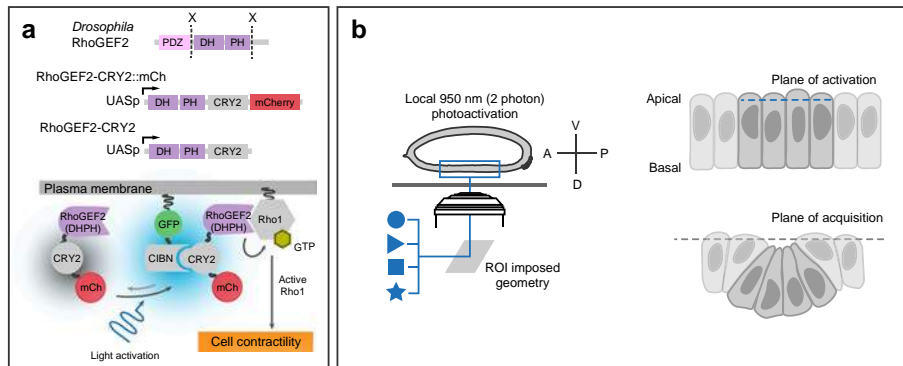 a
Drosophila
RhoGEF2
X
X
PDZ
DH
PH
RhoGEF2-CRY2::mCh
UASp
DH
PH
CRY2
mCherry
RhoGEF2-CRY2
UASp
DH
PH
CRY2
Plasma membrane
RhoGEF2
(DHPH)
CRY2
mCh
GFP
CIBN
CRY2
RhoGEF2
(DHPH)
mCh
Rho1
GTP
Active
Rho1
Light activation
Cell contractility
b
Local 950 nm (2 photon)
photoactivation
V
A
P
D
ROI imposed
geometry
Plane of activation
Apical
Basal
Plane of acquisition